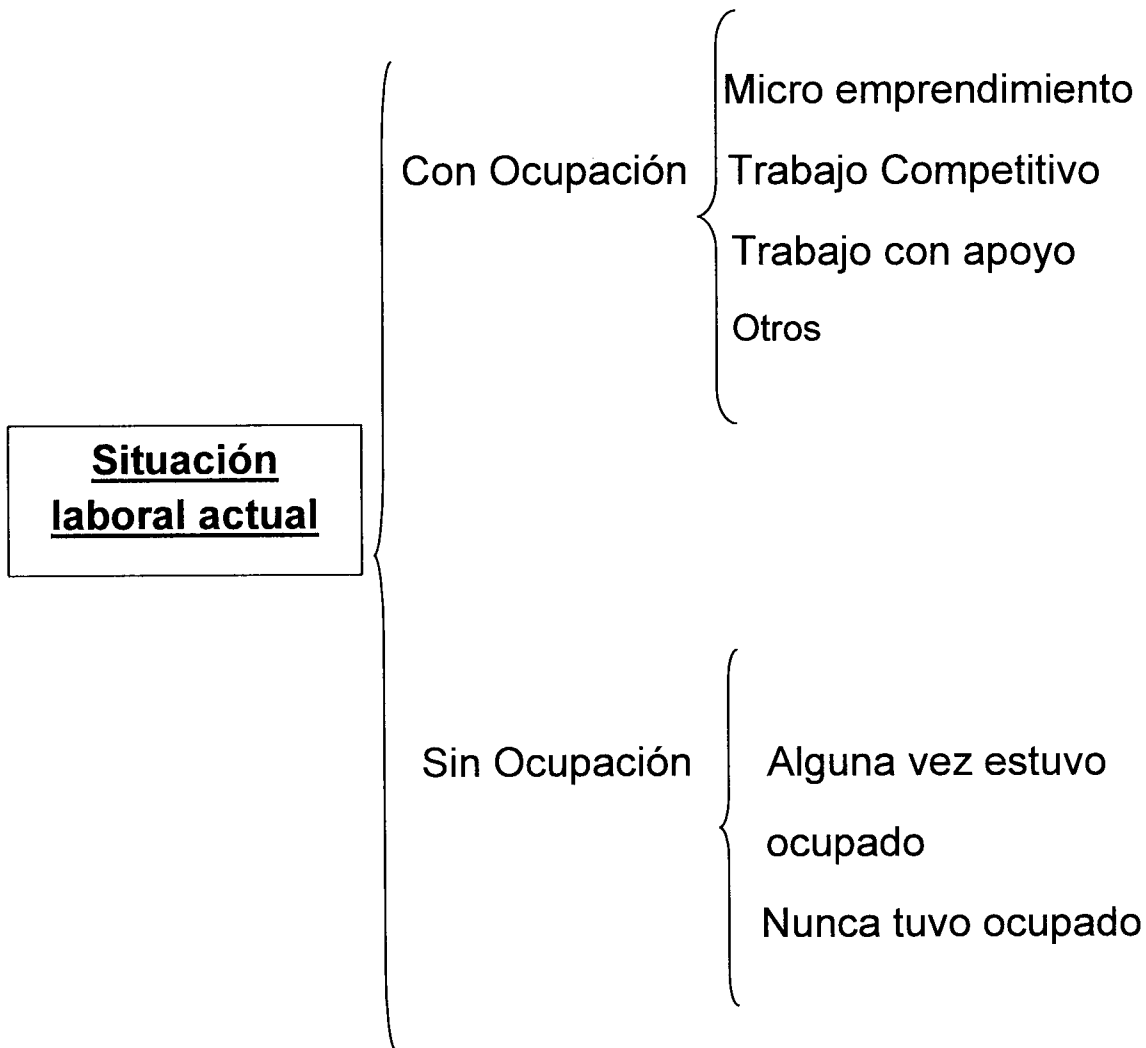 Situación
laboral actual
Con Ocupación
Micro emprendimiento
Trabajo Competitivo
Trabajo con apoyo
Otros
Sin Ocupación
Alguna vez estuvo
ocupado
Nunca tuvo ocupado